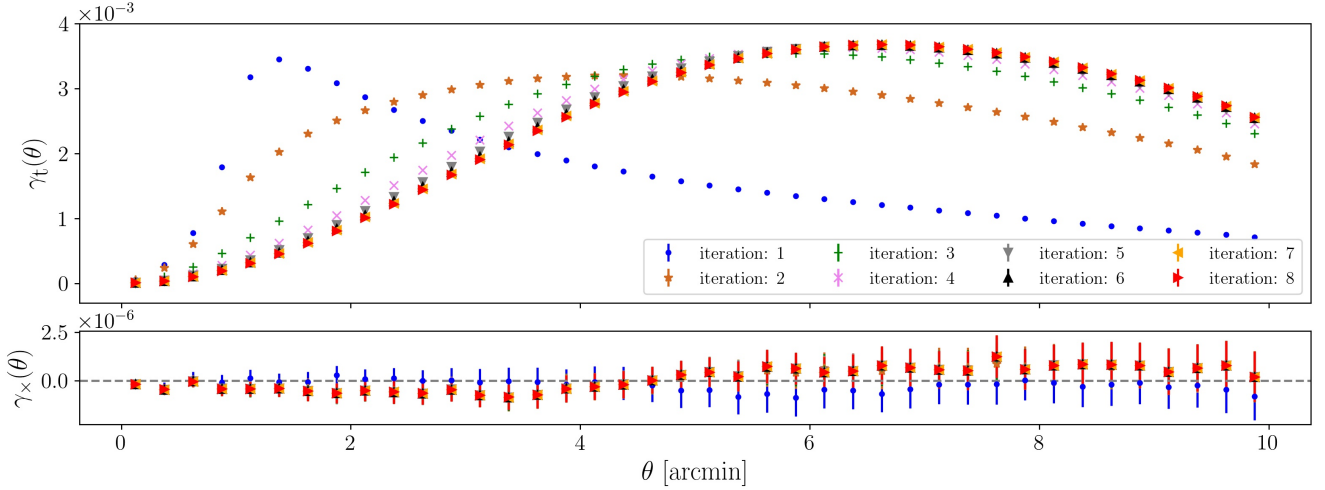 ×10⁻³
4
3
2
1
0
γt(θ)
iteration: 1
iteration: 2
iteration: 3
iteration: 4
iteration: 5
iteration: 6
iteration: 7
iteration: 8
×10⁻⁶
2.5
0.0
γ×(θ)
0 2 4 6 8 10
θ [arcmin]